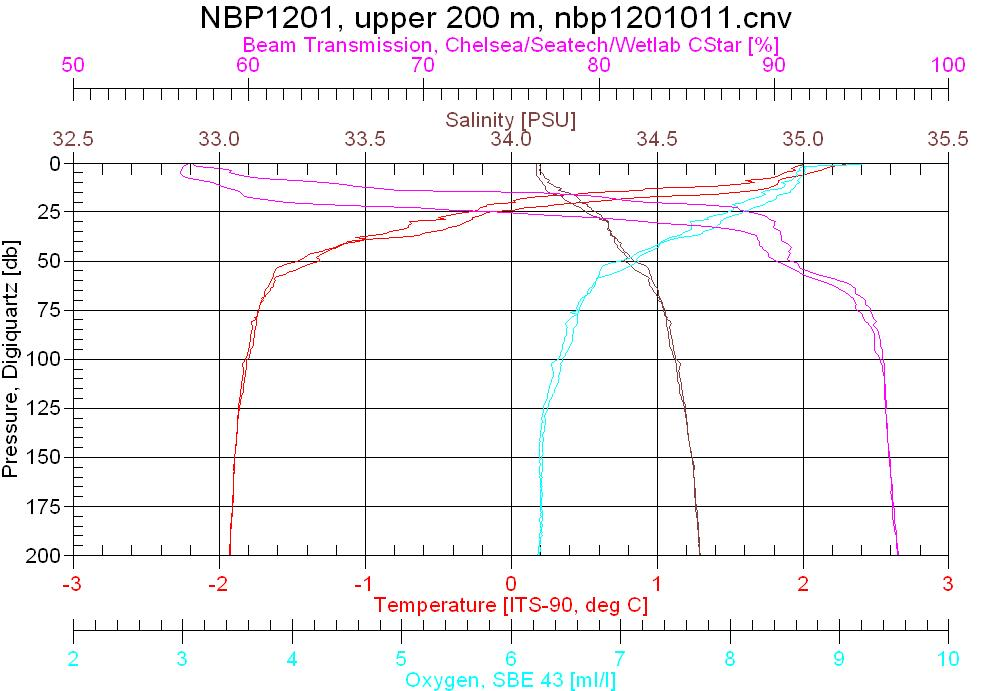 NBP1201, upper 200 m, nbp1201011.cnv
Beam Transmission, Chelsea/Seatech/Wetlab CStar [%]
50 60 70 80 90 100
Salinity [PSU]
32.5 33.0 33.5 34.0 34.5 35.0 35.5
Pressure, Digiquartz [db]
0
25
50
75
100
125
150
175
200
-3 -2 -1 0 1 2 3
Temperature [ITS-90, deg C]
2 3 4 5 6 7 8 9 10
Oxygen, SBE 43 [ml/l]